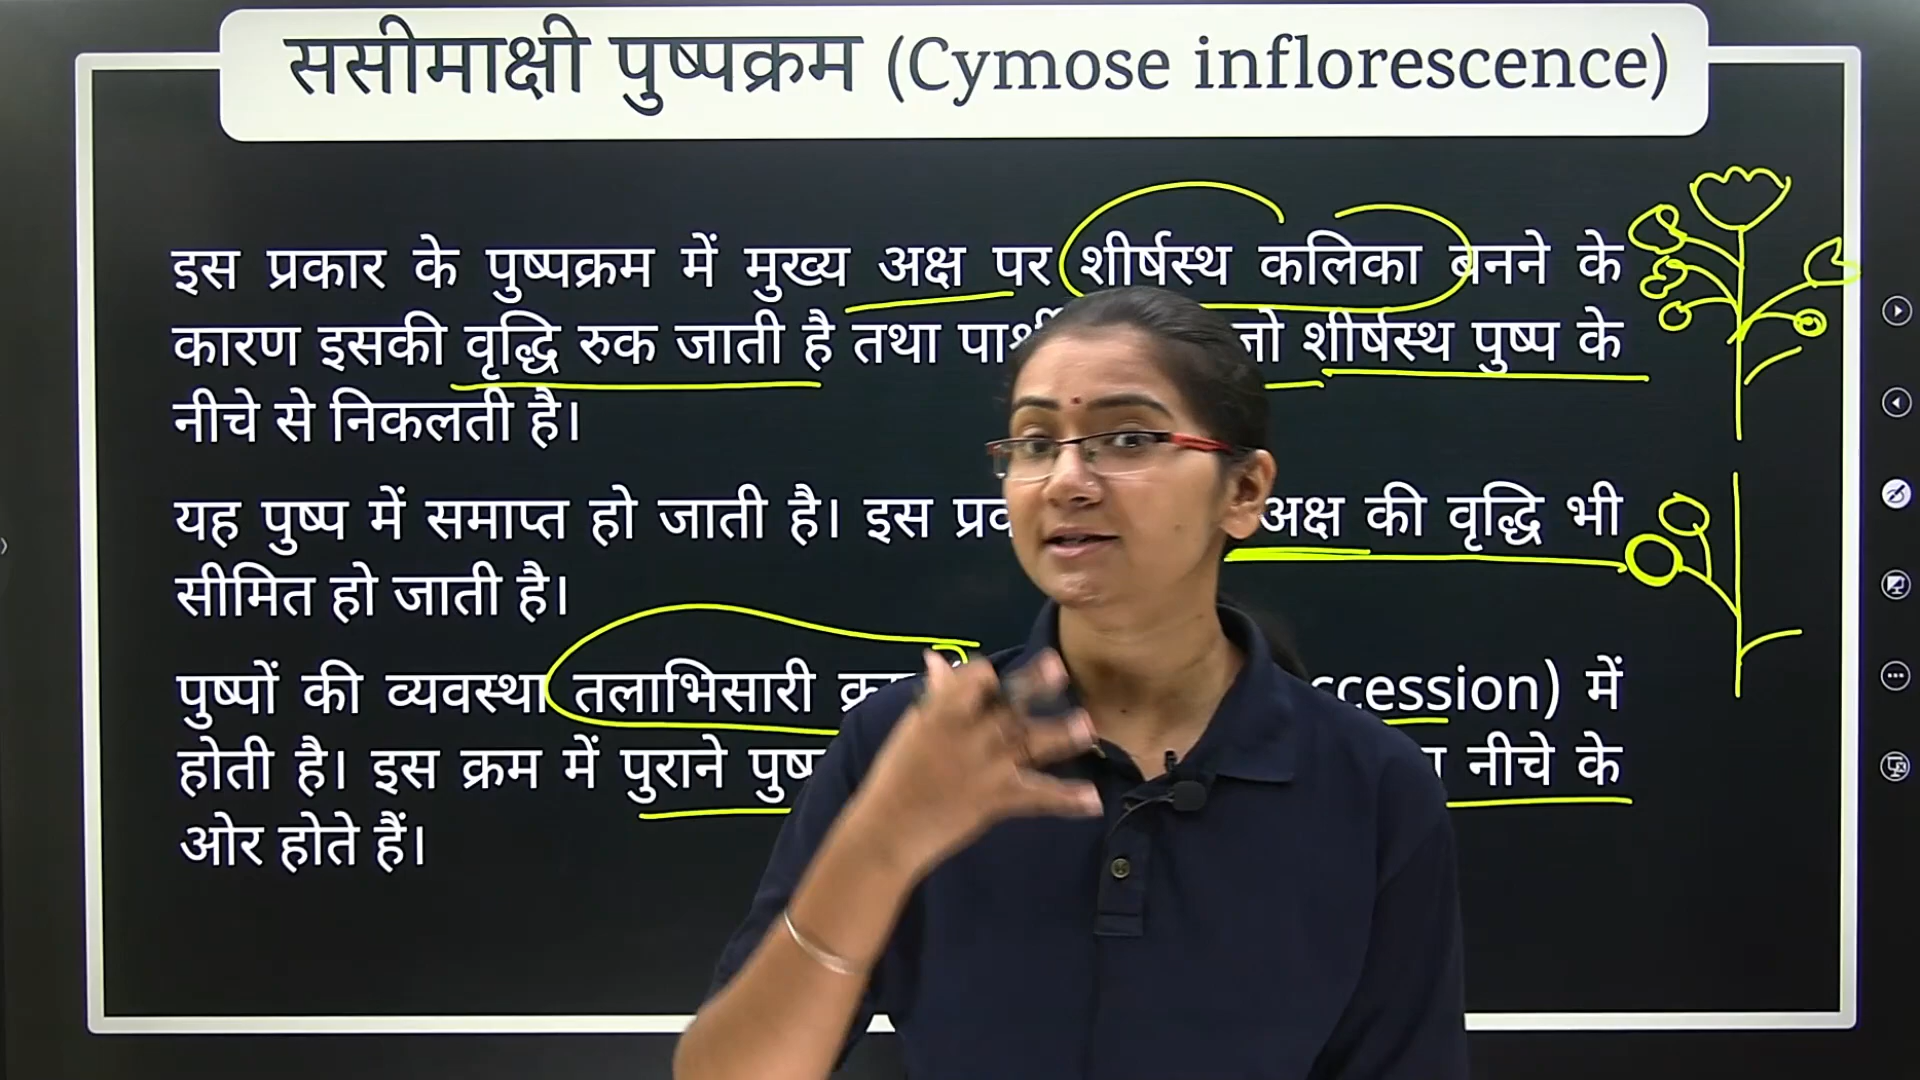 ससीमाक्षी पुष्पक्रम (Cymose inflorescence)
इस प्रकार के पुष्पक्रम में मुख्य अक्ष पर शीर्षस्थ कलिका बनने के
कारण इसकी वृद्धि रुक जाती है तथा शीर्षस्थ पुष्प के
नीचे से निकलती है।
यह पुष्प में समाप्त हो जाती है। इस अक्ष की वृद्धि भी
सीमित हो जाती है।
पुष्पों की व्यवस्था तलाभिसारी में
होती है। इस क्रम में पुराने नीचे के
ओर होते हैं।